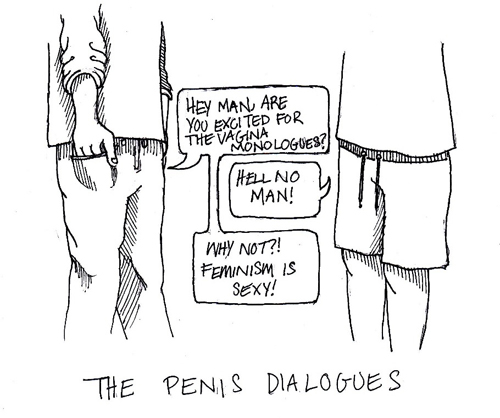 HEY MAN, ARE
YOU EXCITED FOR
THE VAGINA
MONOLOGUES?
HELL NO
MAN!
WHY NOT?!
FEMINISM IS
SEXY!
THE PENIS DIALOGUES